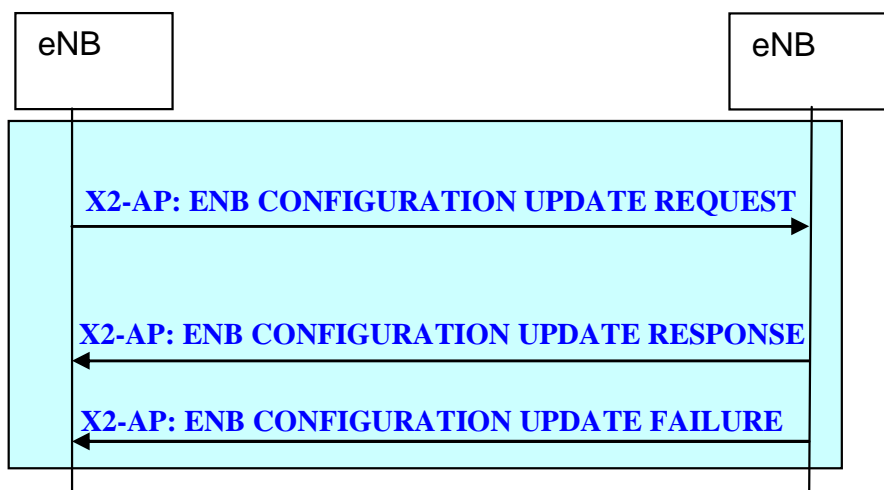 eNB
eNB
X2-AP: ENB CONFIGURATION UPDATE REQUEST
X2-AP: ENB CONFIGURATION UPDATE RESPONSE
X2-AP: ENB CONFIGURATION UPDATE FAILURE